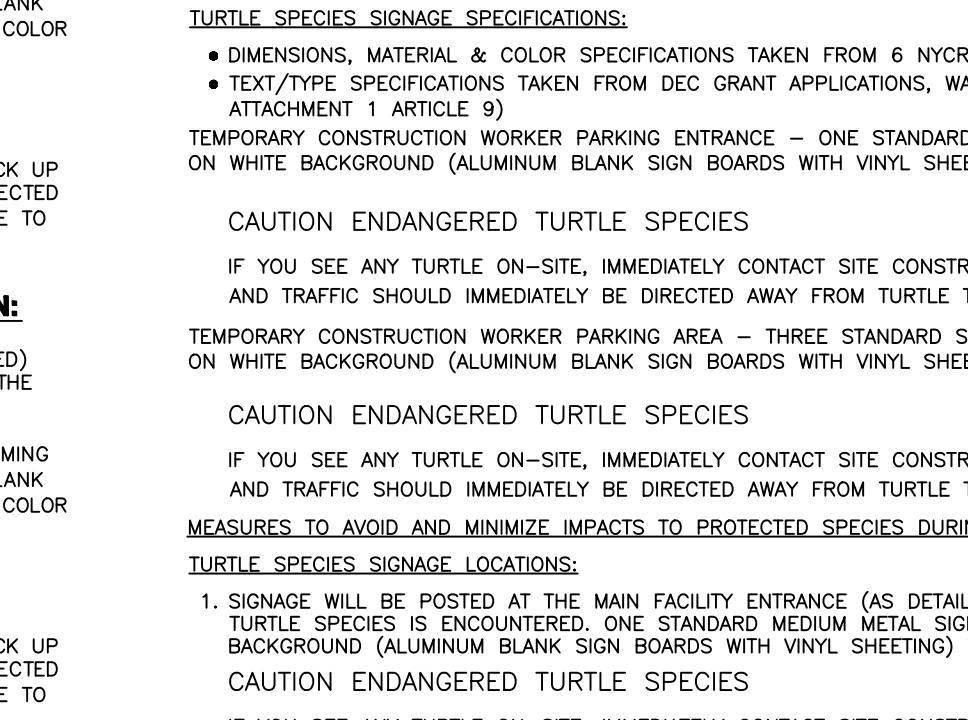 LANK
COLOR
CK UP
ECTED
E TO
N:
ED)
THE
MING
LANK
COLOR
CK UP
ECTED
E TO
TURTLE SPECIES SIGNAGE SPECIFICATIONS:
• DIMENSIONS, MATERIAL & COLOR SPECIFICATIONS TAKEN FROM 6 NYCR
• TEXT/TYPE SPECIFICATIONS TAKEN FROM DEC GRANT APPLICATIONS, WA
ATTACHMENT 1 ARTICLE 9)
TEMPORARY CONSTRUCTION WORKER PARKING ENTRANCE – ONE STANDARD
ON WHITE BACKGROUND (ALUMINUM BLANK SIGN BOARDS WITH VINYL SHEE
CAUTION ENDANGERED TURTLE SPECIES
IF YOU SEE ANY TURTLE ON–SITE, IMMEDIATELY CONTACT SITE CONSTR
AND TRAFFIC SHOULD IMMEDIATELY BE DIRECTED AWAY FROM TURTLE T
TEMPORARY CONSTRUCTION WORKER PARKING AREA – THREE STANDARD S
ON WHITE BACKGROUND (ALUMINUM BLANK SIGN BOARDS WITH VINYL SHEE
CAUTION ENDANGERED TURTLE SPECIES
IF YOU SEE ANY TURTLE ON–SITE, IMMEDIATELY CONTACT SITE CONSTR
AND TRAFFIC SHOULD IMMEDIATELY BE DIRECTED AWAY FROM TURTLE T
MEASURES TO AVOID AND MINIMIZE IMPACTS TO PROTECTED SPECIES DURIN
TURTLE SPECIES SIGNAGE LOCATIONS:
1. SIGNAGE WILL BE POSTED AT THE MAIN FACILITY ENTRANCE (AS DETAIL
TURTLE SPECIES IS ENCOUNTERED. ONE STANDARD MEDIUM METAL SIG
BACKGROUND (ALUMINUM BLANK SIGN BOARDS WITH VINYL SHEETING)
CAUTION ENDANGERED TURTLE SPECIES